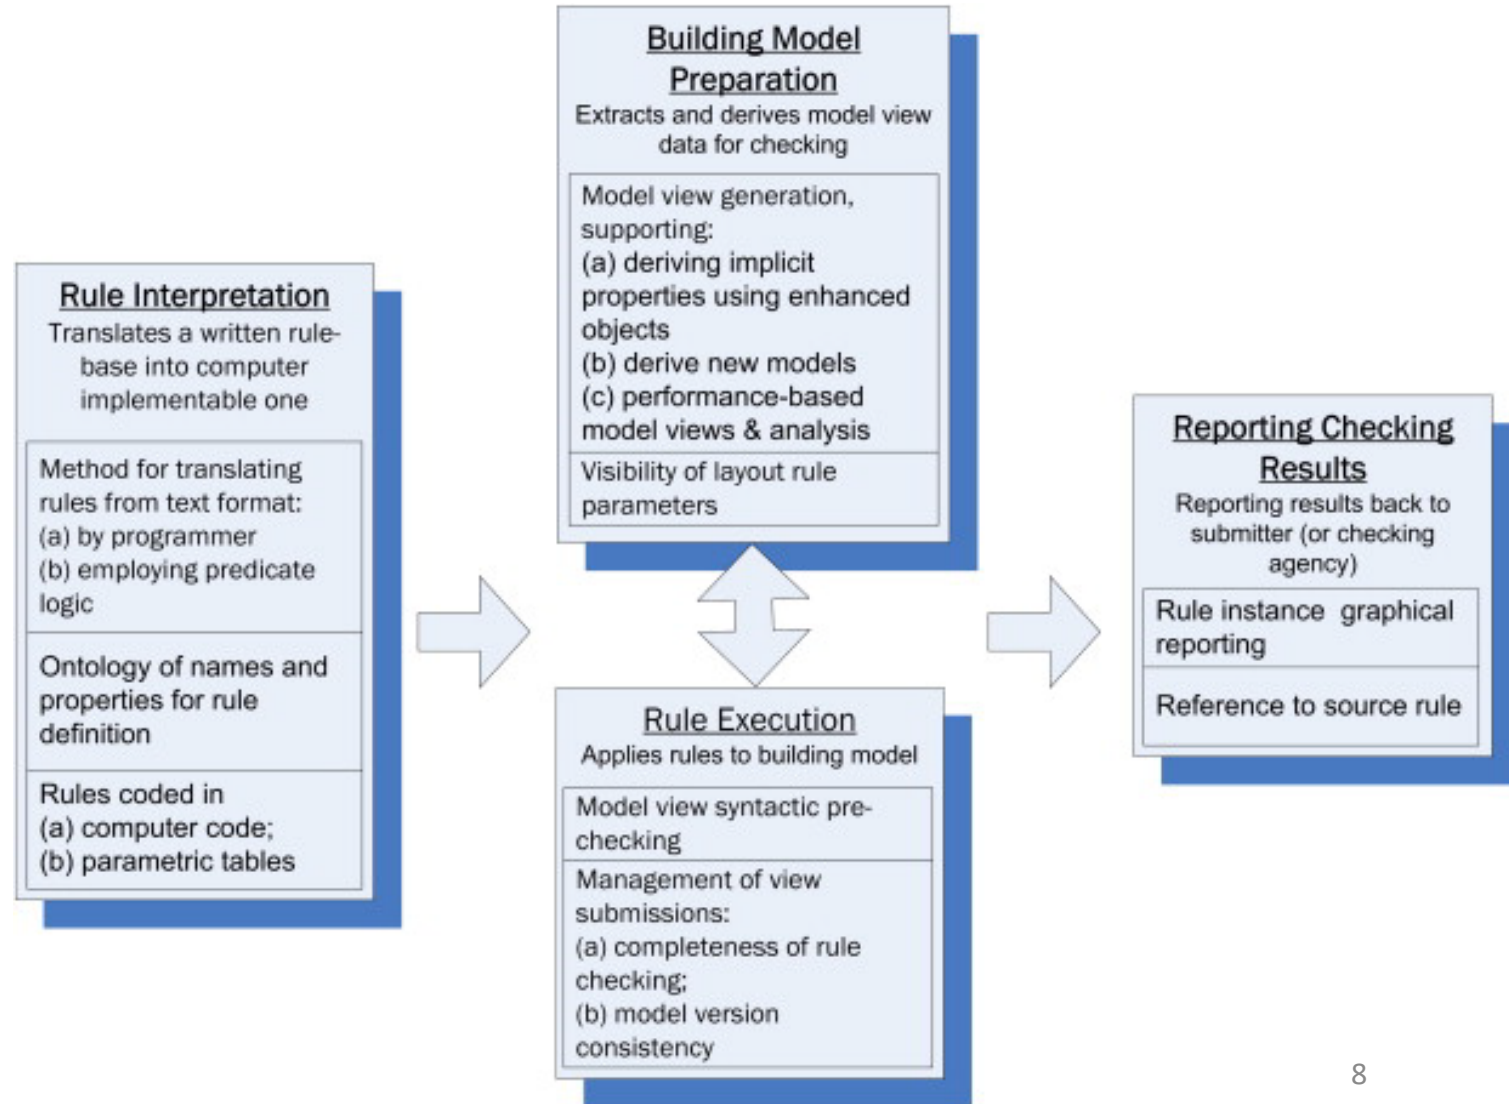 Rule Interpretation
Translates a written rule-
base into computer
implementable one
Method for translating
rules from text format:
(a) by programmer
(b) employing predicate
logic
Ontology of names and
properties for rule
definition
Rules coded in
(a) computer code;
(b) parametric tables
Building Model
Preparation
Extracts and derives model view
data for checking
Model view generation,
supporting:
(a) deriving implicit
properties using enhanced
objects
(b) derive new models
(c) performance-based
model views & analysis
Visibility of layout rule
parameters
Rule Execution
Applies rules to building model
Model view syntactic pre-
checking
Management of view
submissions:
(a) completeness of rule
checking;
(b) model version
consistency
Reporting Checking
Results
Reporting results back to
submitter (or checking
agency)
Rule instance graphical
reporting
Reference to source rule
8